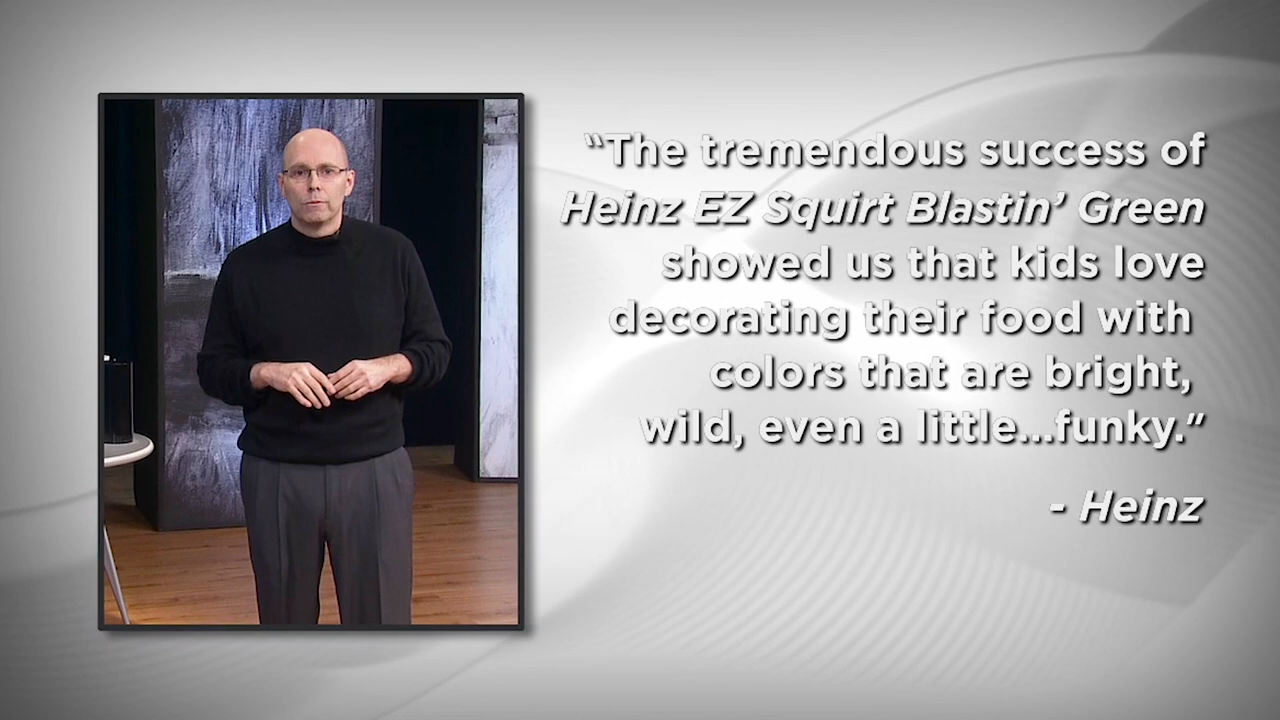 “The tremendous success of
Heinz EZ Squirt Blastin’ Green
showed us that kids love
decorating their food with
colors that are bright,
wild, even a little...funky.”
- Heinz